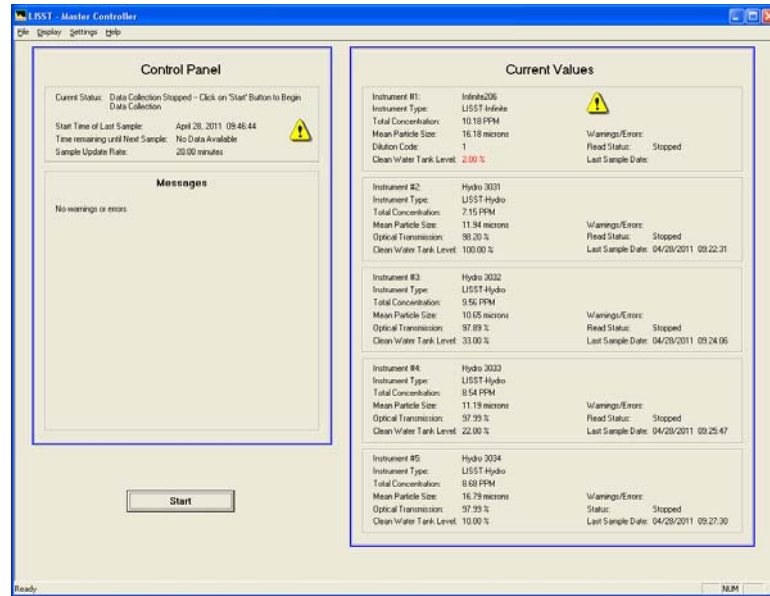 LISST - Master Controller
File Display Settings Help
Control Panel
Current Status: Data Collection Stopped - Click on 'Start' Button to Begin
Data Collection
Start Time of Last Sample: April 28, 2011 09:46:44
Time remaining until Next Sample: No Data Available
Sample Update Rate: 20.00 minutes
Messages
No warnings or errors
Start
Current Values
Instrument #1: Infinite206
Instrument Type: LISST-Infinite
Total Concentration: 10.18 PPM
Mean Particle Size: 16.18 microns Warnings/Errors:
Dilution Code: 1 Read Status: Stopped
Clean Water Tank Level: 2.00 % Last Sample Date:
Instrument #2: Hydro 3031
Instrument Type: LISST-Hydro
Total Concentration: 7.15 PPM
Mean Particle Size: 11.94 microns Warnings/Errors:
Optical Transmission: 98.20 % Read Status: Stopped
Clean Water Tank Level: 100.00 % Last Sample Date: 04/28/2011 09:22:31
Instrument #3: Hydro 3032
Instrument Type: LISST-Hydro
Total Concentration: 9.56 PPM
Mean Particle Size: 10.65 microns Warnings/Errors:
Optical Transmission: 97.89 % Read Status: Stopped
Clean Water Tank Level: 33.00 % Last Sample Date: 04/28/2011 09:24:06
Instrument #4: Hydro 3033
Instrument Type: LISST-Hydro
Total Concentration: 8.54 PPM
Mean Particle Size: 11.19 microns Warnings/Errors:
Optical Transmission: 97.99 % Read Status: Stopped
Clean Water Tank Level: 22.00 % Last Sample Date: 04/28/2011 09:25:47
Instrument #5: Hydro 3034
Instrument Type: LISST-Hydro
Total Concentration: 8.68 PPM
Mean Particle Size: 16.79 microns Warnings/Errors:
Optical Transmission: 97.99 % Status: Stopped
Clean Water Tank Level: 10.00 % Last Sample Date: 04/28/2011 09:27:30
Ready NUM